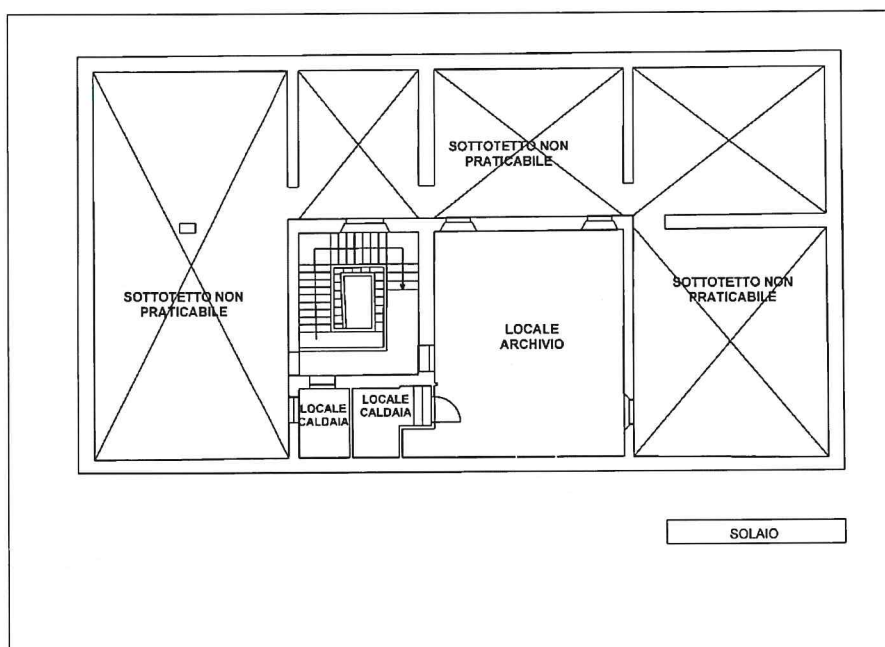 SOTTOTETTO NON
PRATICABILE
SOTTOTETTO NON
PRATICABILE
SOTTOTETTO NON
PRATICABILE
LOCALE
ARCHIVIO
LOCALE
CALDAIA
LOCALE
CALDAIA
SOLAIO